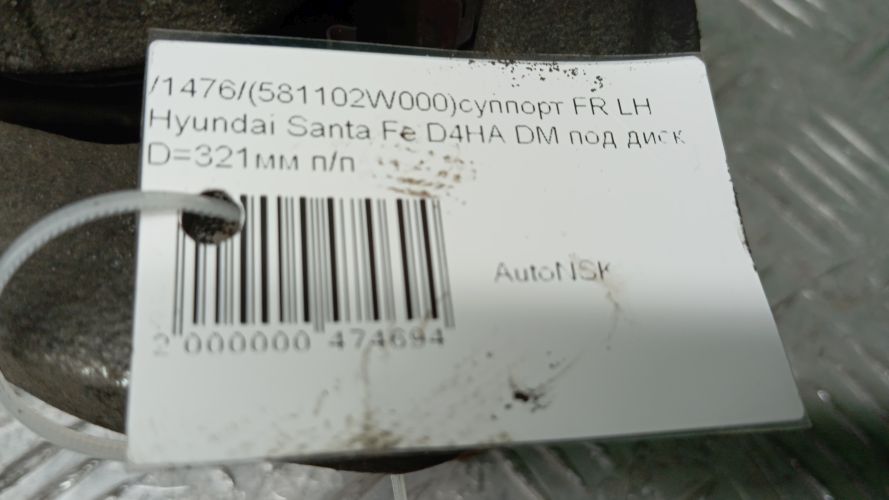 /1476/(581102W000)суппорт FR LH
Hyundai Santa Fe D4HA DM под диск
D=321мм п/п
AutoNSK
2 000000 474694